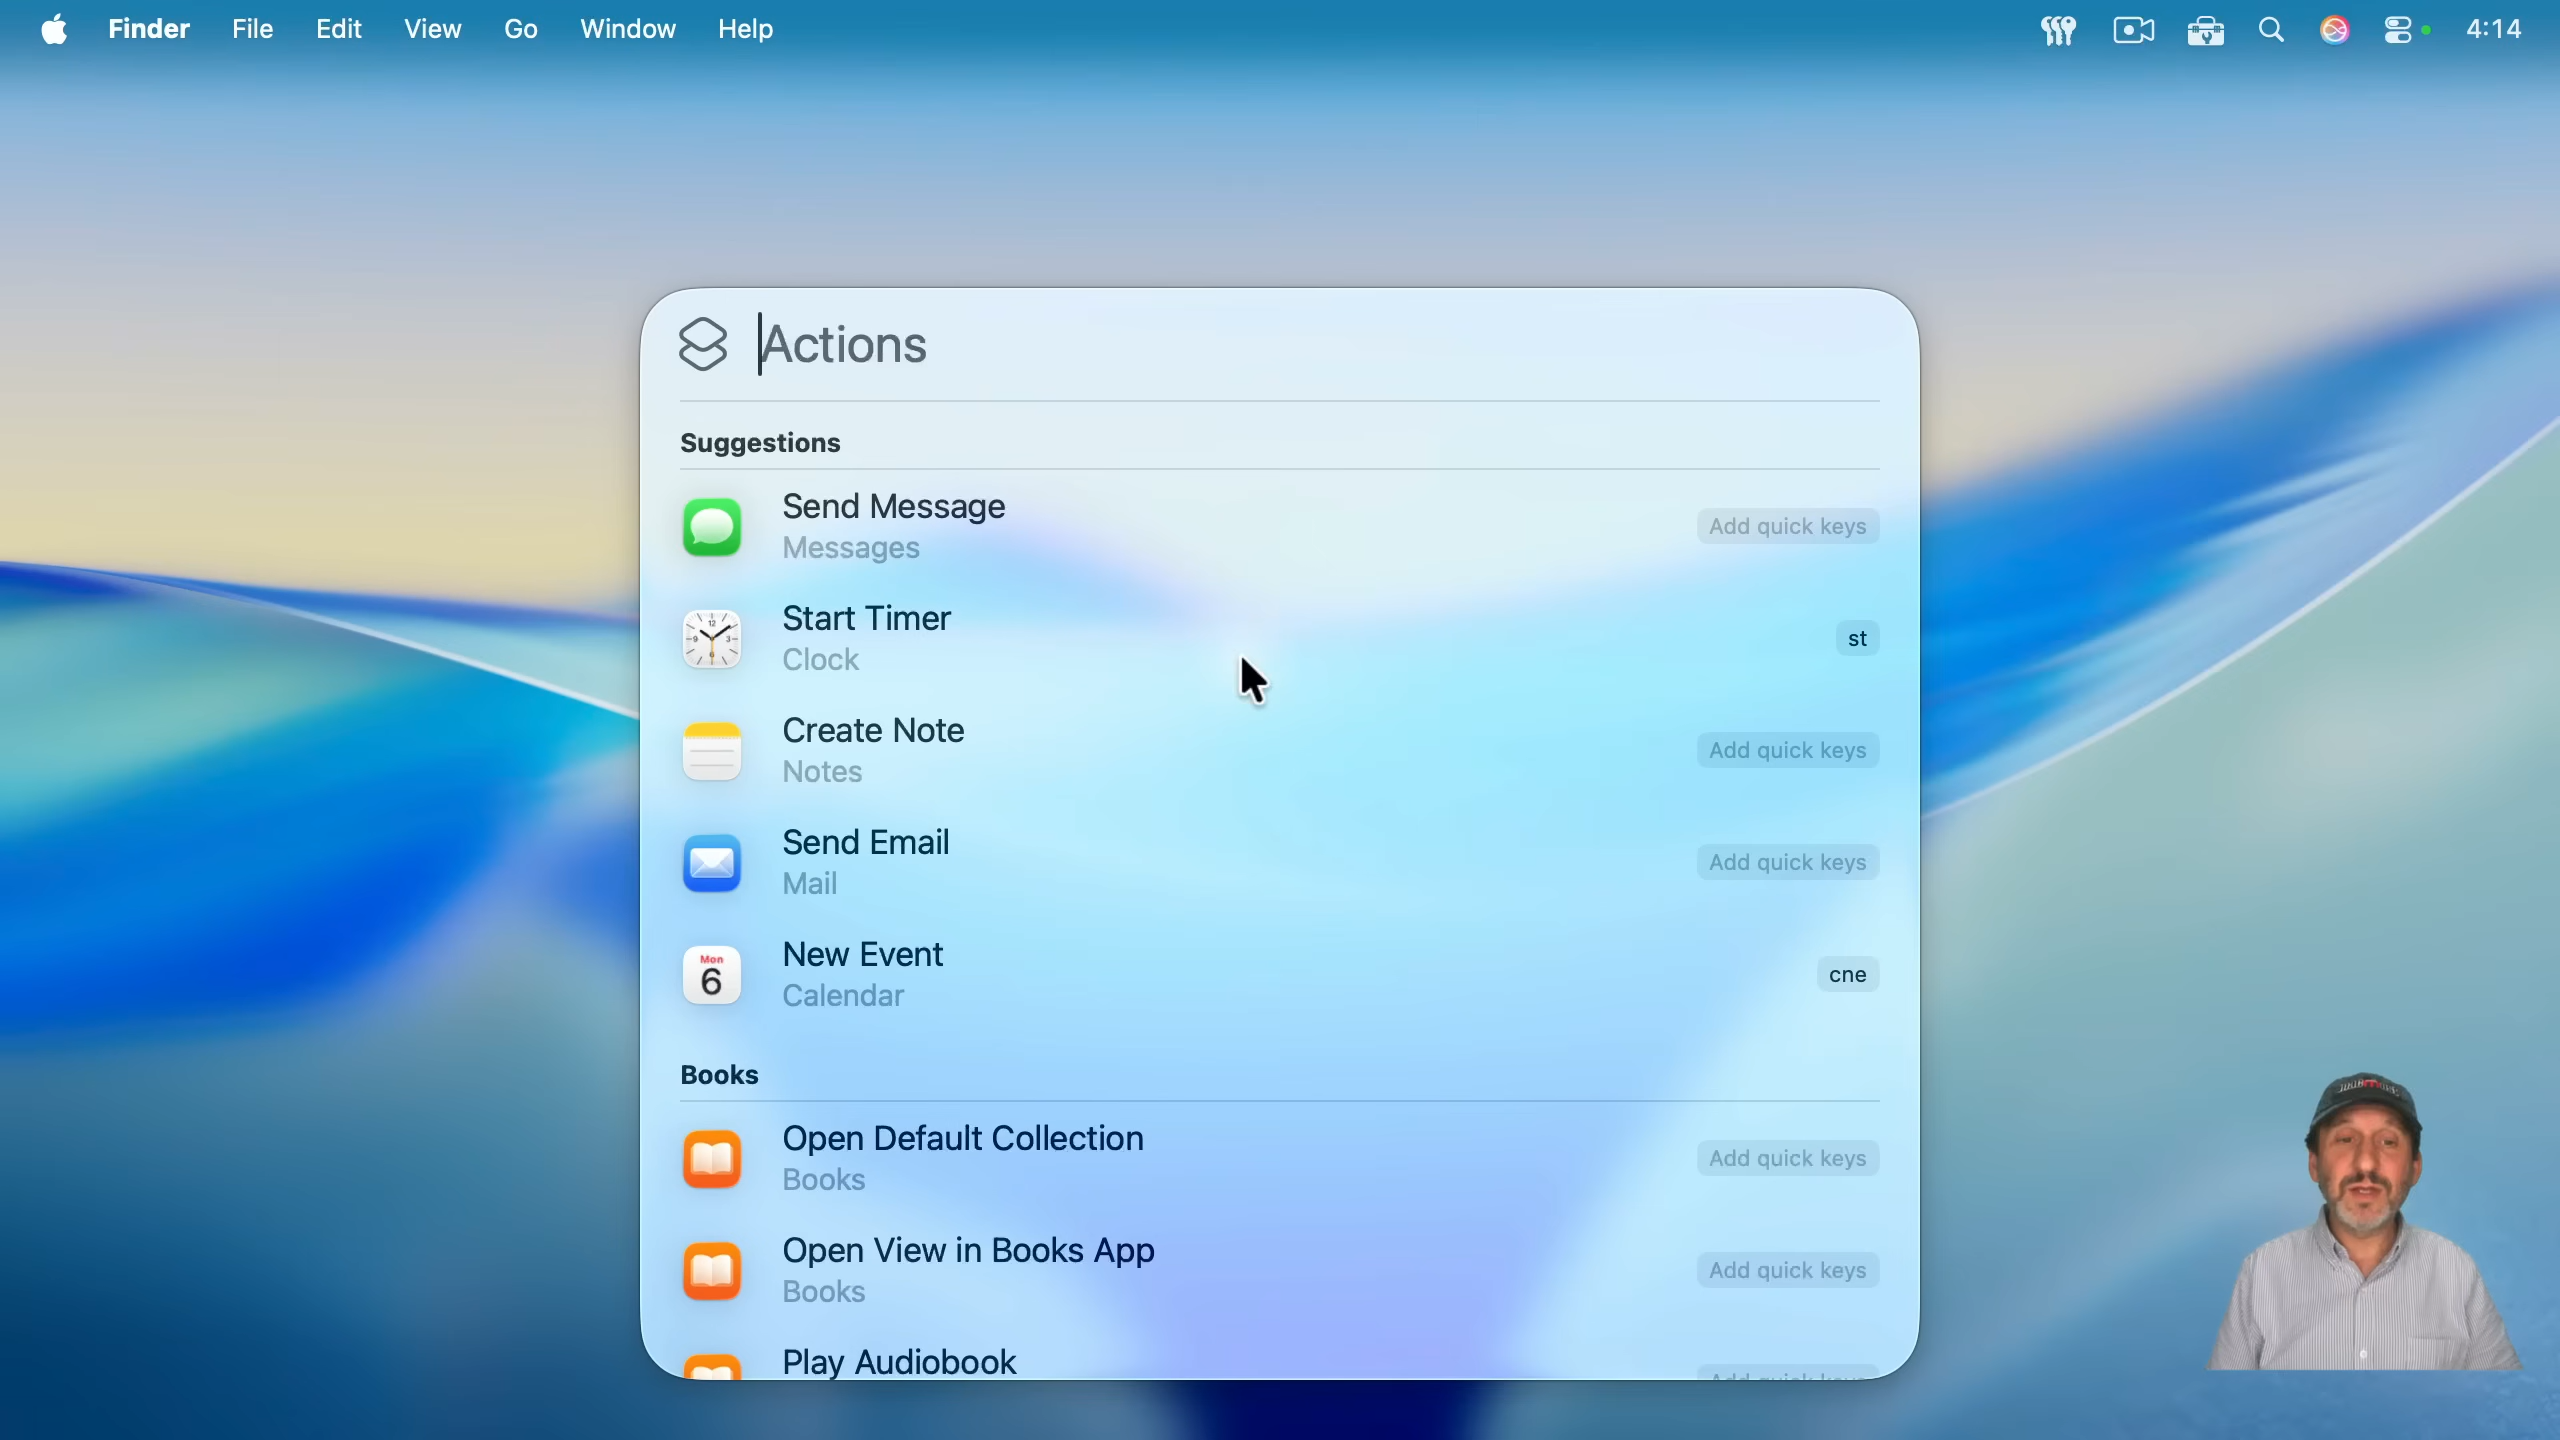 Finder File Edit View Go Window Help 4:14
Actions
Suggestions
Send Message
Messages
Add quick keys
Start Timer
Clock
st
Create Note
Notes
Add quick keys
Send Email
Mail
Add quick keys
Mon
6
New Event
Calendar
cne
Books
Open Default Collection
Books
Add quick keys
Open View in Books App
Books
Add quick keys
Play Audiobook
Add quick keys